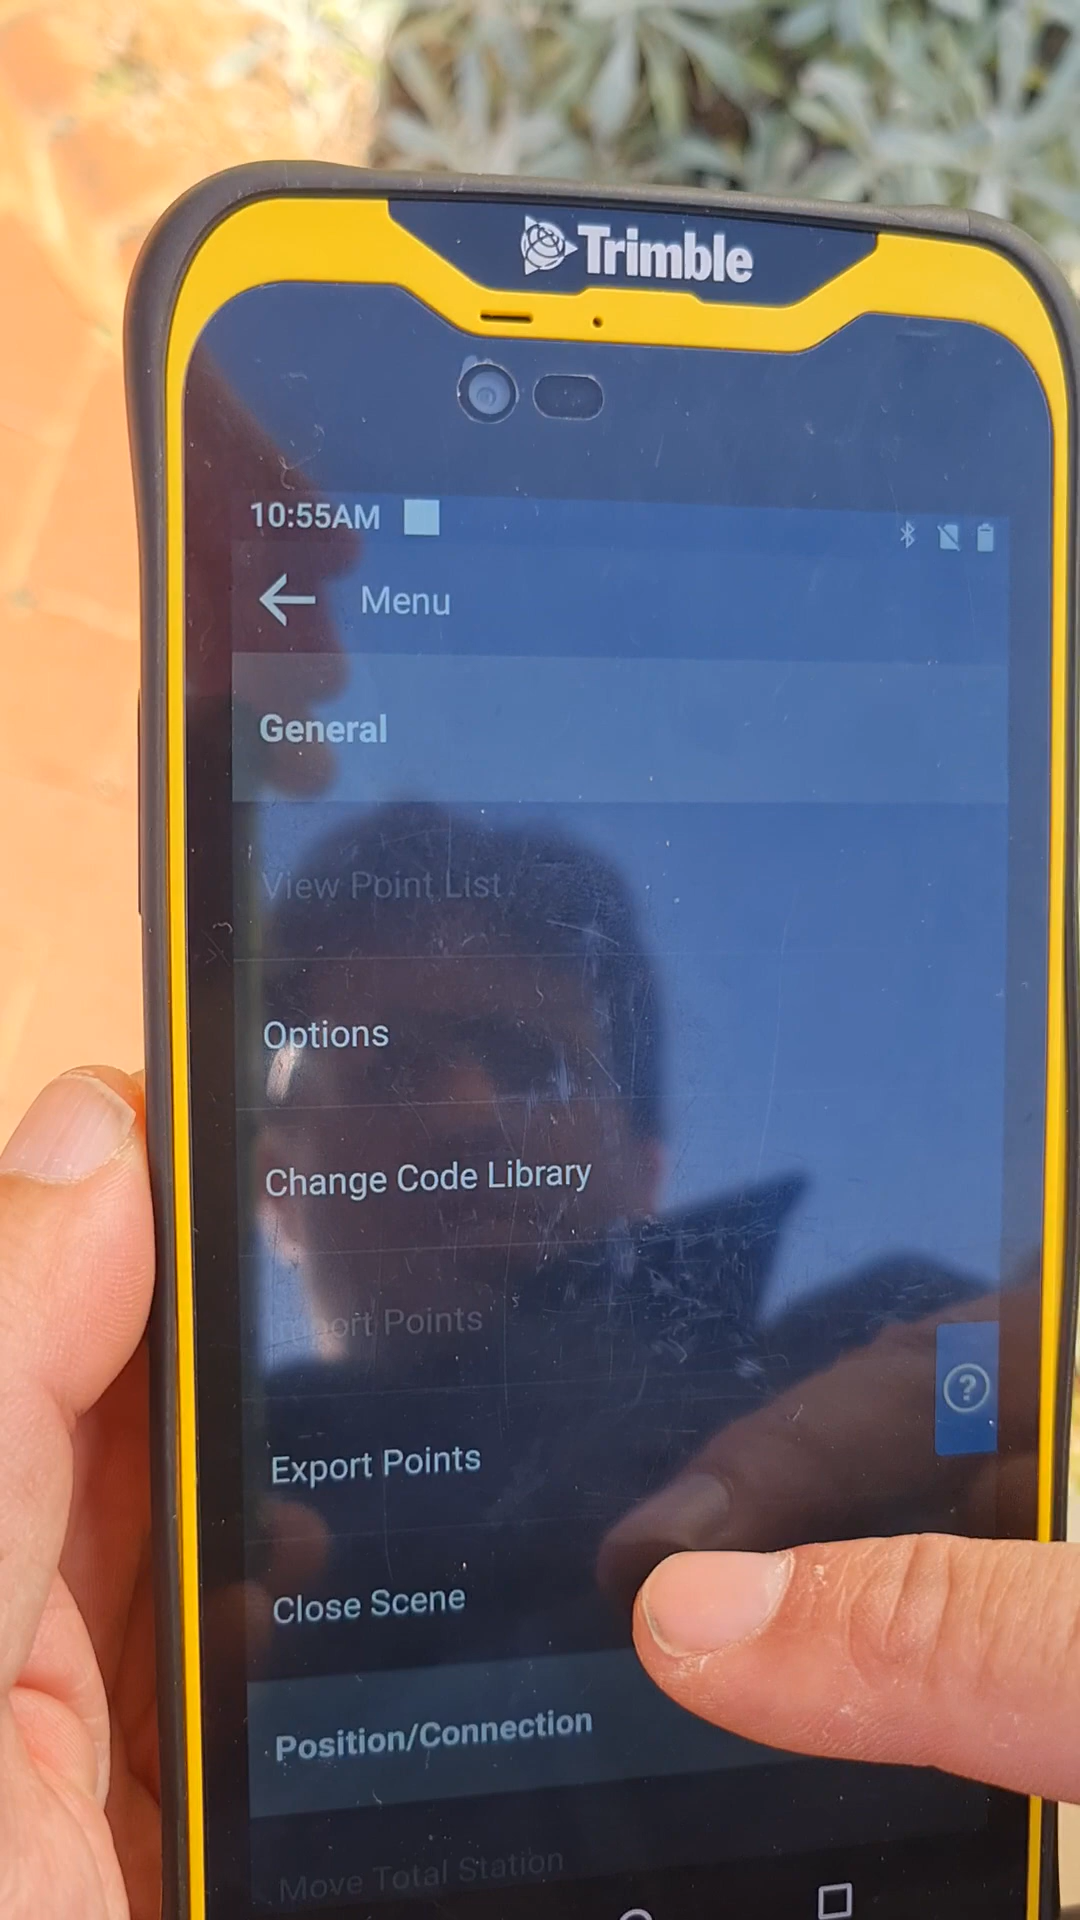 Trimble
10:55AM
Menu
General
View Point List
Options
Change Code Library
Import Points
?
Export Points
Close Scene
Position/Connection
Move Total Station